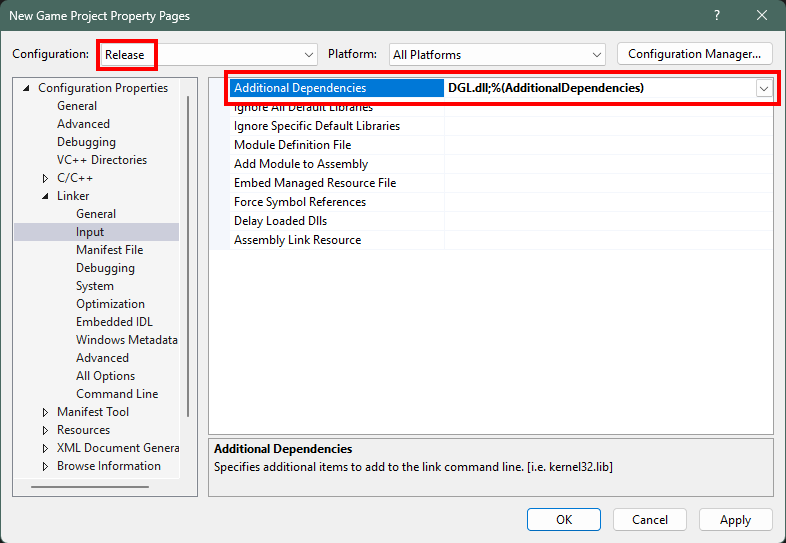 New Game Project Property Pages
Configuration: Release Platform: All Platforms Configuration Manager...
Configuration Properties
General
Advanced
Debugging
VC++ Directories
C/C++
Linker
General
Input
Manifest File
Debugging
System
Optimization
Embedded IDL
Windows Metadata
Advanced
All Options
Command Line
Manifest Tool
Resources
XML Document Genera
Browse Information
Additional Dependencies DGL.dll;%(AdditionalDependencies)
Ignore All Default Libraries
Ignore Specific Default Libraries
Module Definition File
Add Module to Assembly
Embed Managed Resource File
Force Symbol References
Delay Loaded Dlls
Assembly Link Resource
Additional Dependencies
Specifies additional items to add to the link command line. [i.e. kernel32.lib]
OK Cancel Apply